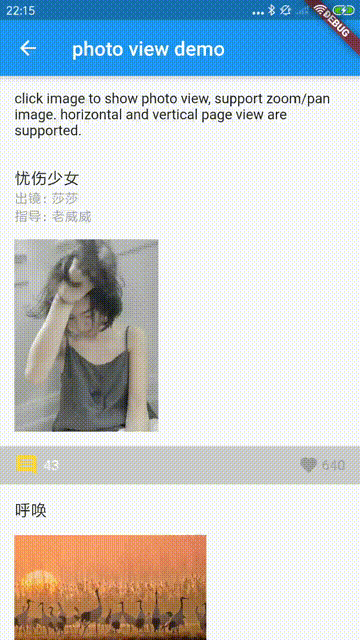 22:15
DEBUG
photo view demo
click image to show photo view, support zoom/pan
image. horizontal and vertical page view are
supported.
忧伤少女
出镜: 莎莎
指导: 老威威
43
640
呼唤